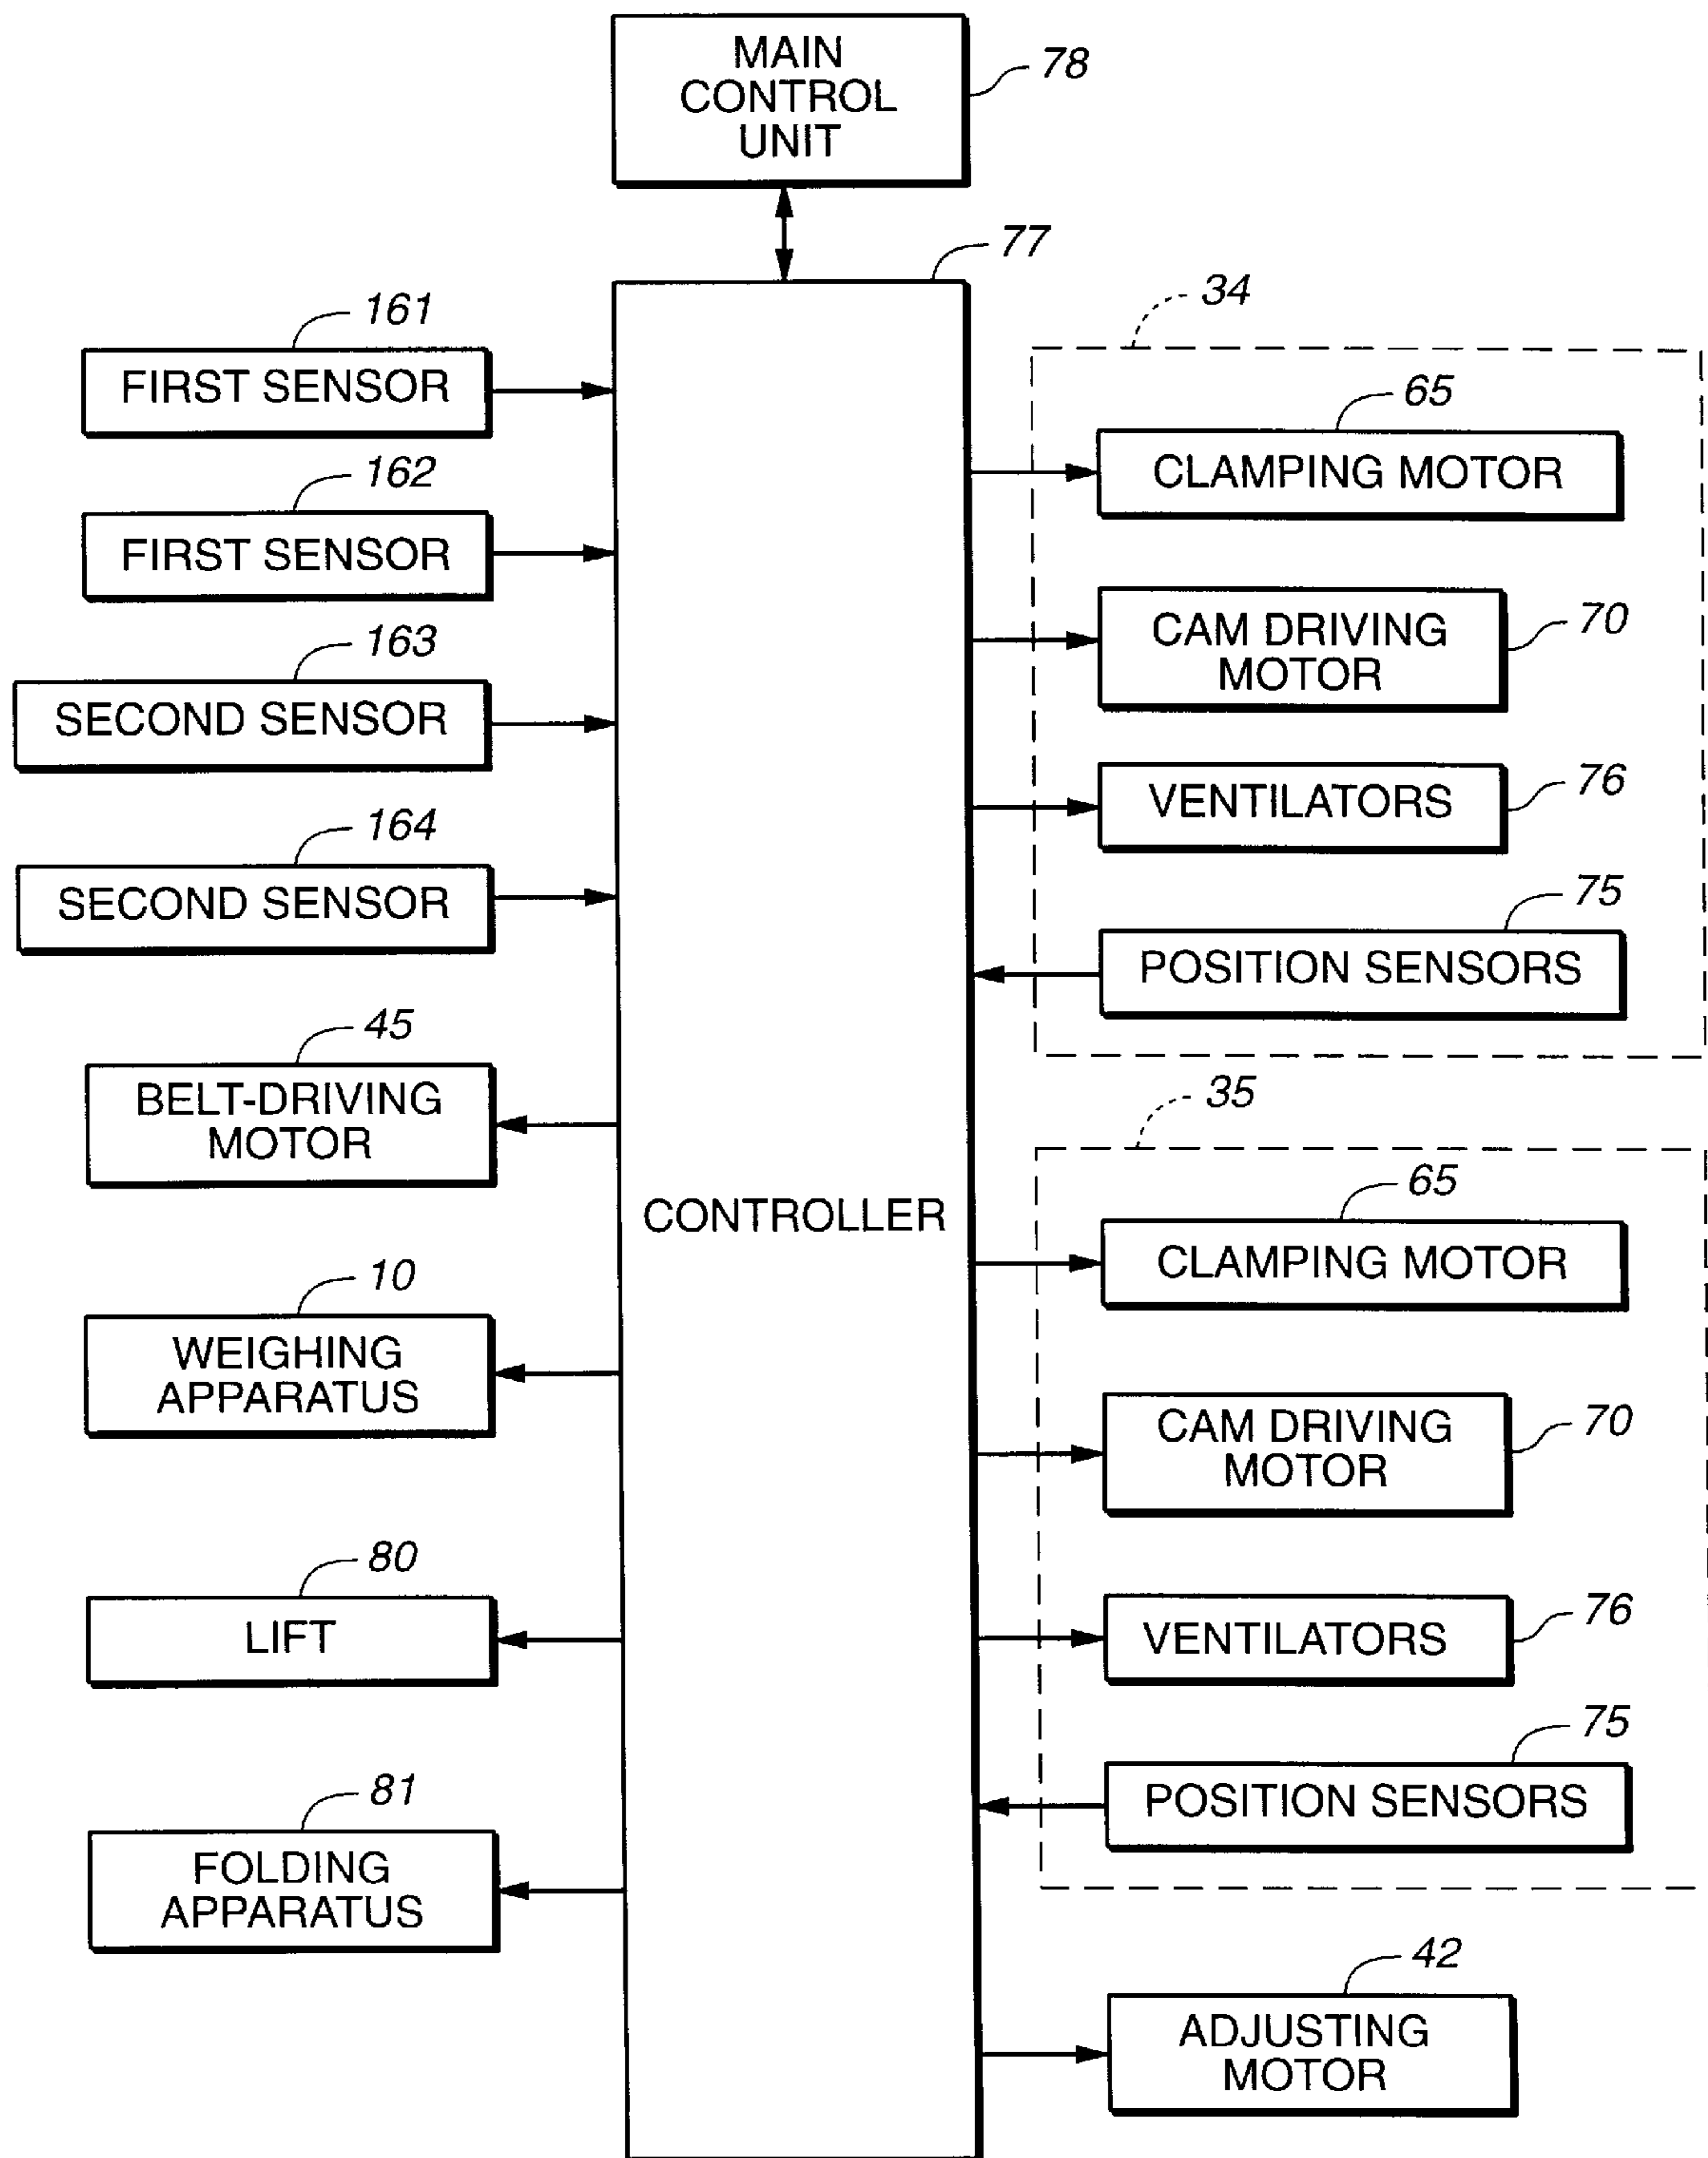 MAIN
CONTROL
UNIT
78
77
161
FIRST SENSOR
162
FIRST SENSOR
163
SECOND SENSOR
164
SECOND SENSOR
45
BELT-DRIVING
MOTOR
10
WEIGHING
APPARATUS
80
LIFT
81
FOLDING
APPARATUS
CONTROLLER
34
65
CLAMPING MOTOR
CAM DRIVING
MOTOR
70
VENTILATORS
76
75
POSITION SENSORS
35
65
CLAMPING MOTOR
CAM DRIVING
MOTOR
70
VENTILATORS
76
75
POSITION SENSORS
42
ADJUSTING
MOTOR